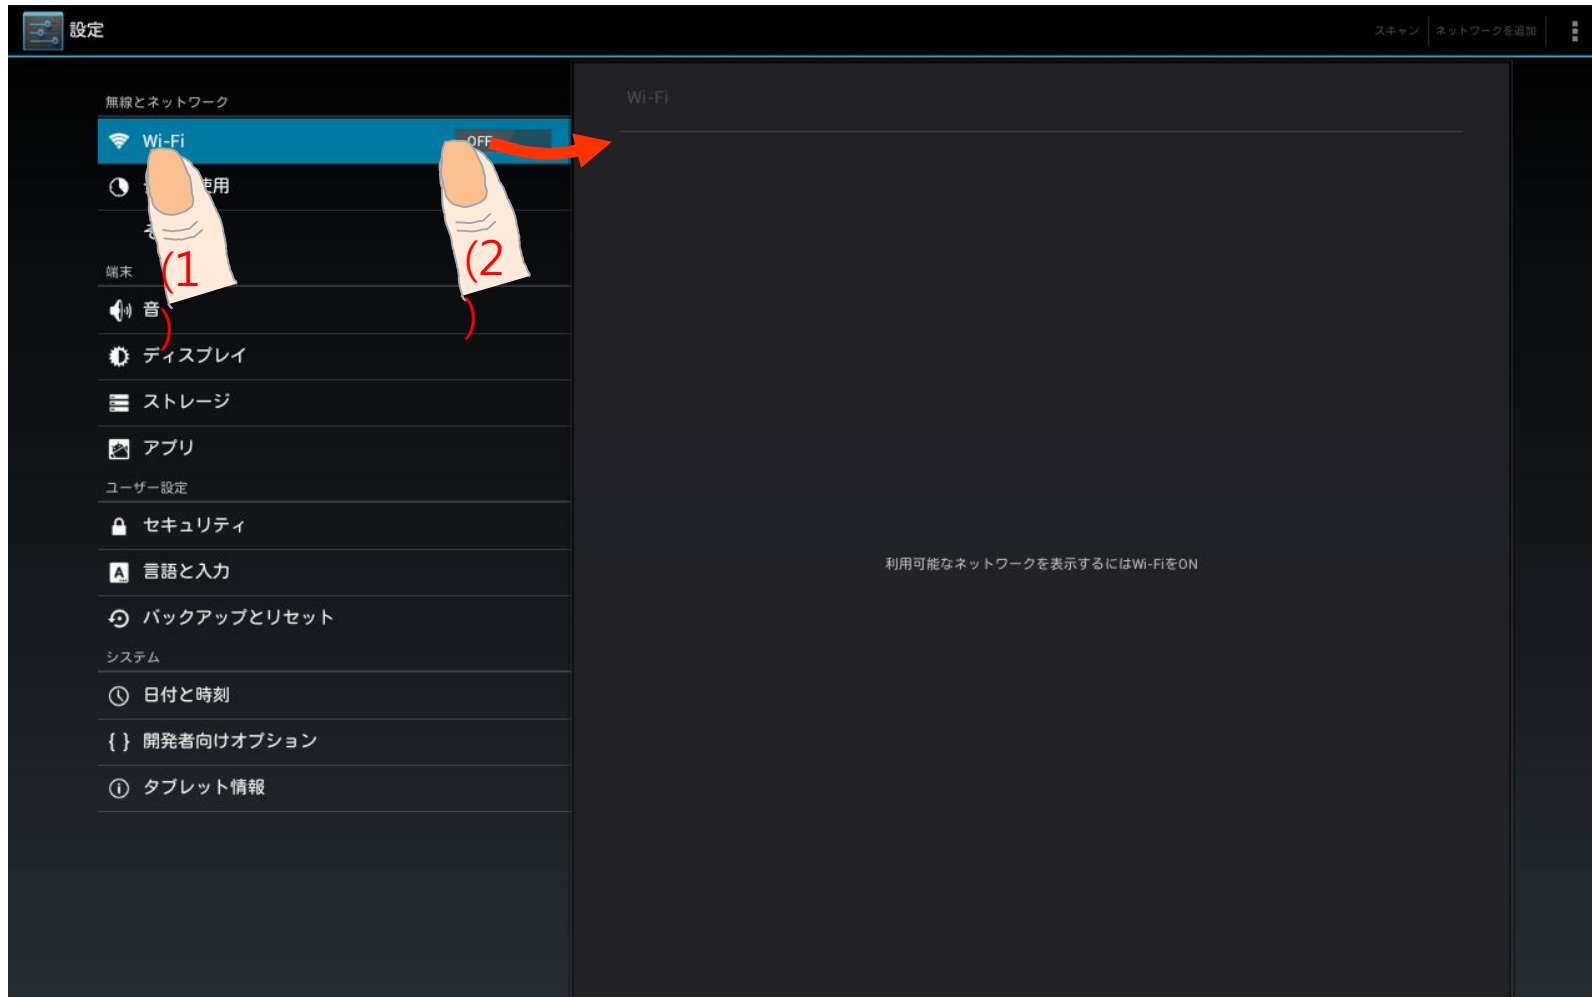 設定
スキャン
ネットワークを追加
無線とネットワーク
Wi-Fi
OFF
使用
そ
端末
音
ディスプレイ
ストレージ
アプリ
ユーザー設定
セキュリティ
言語と入力
バックアップとリセット
システム
日付と時刻
{ } 開発者向けオプション
タブレット情報
Wi-Fi
利用可能なネットワークを表示するにはWi-FiをON
(1
)
(2
)